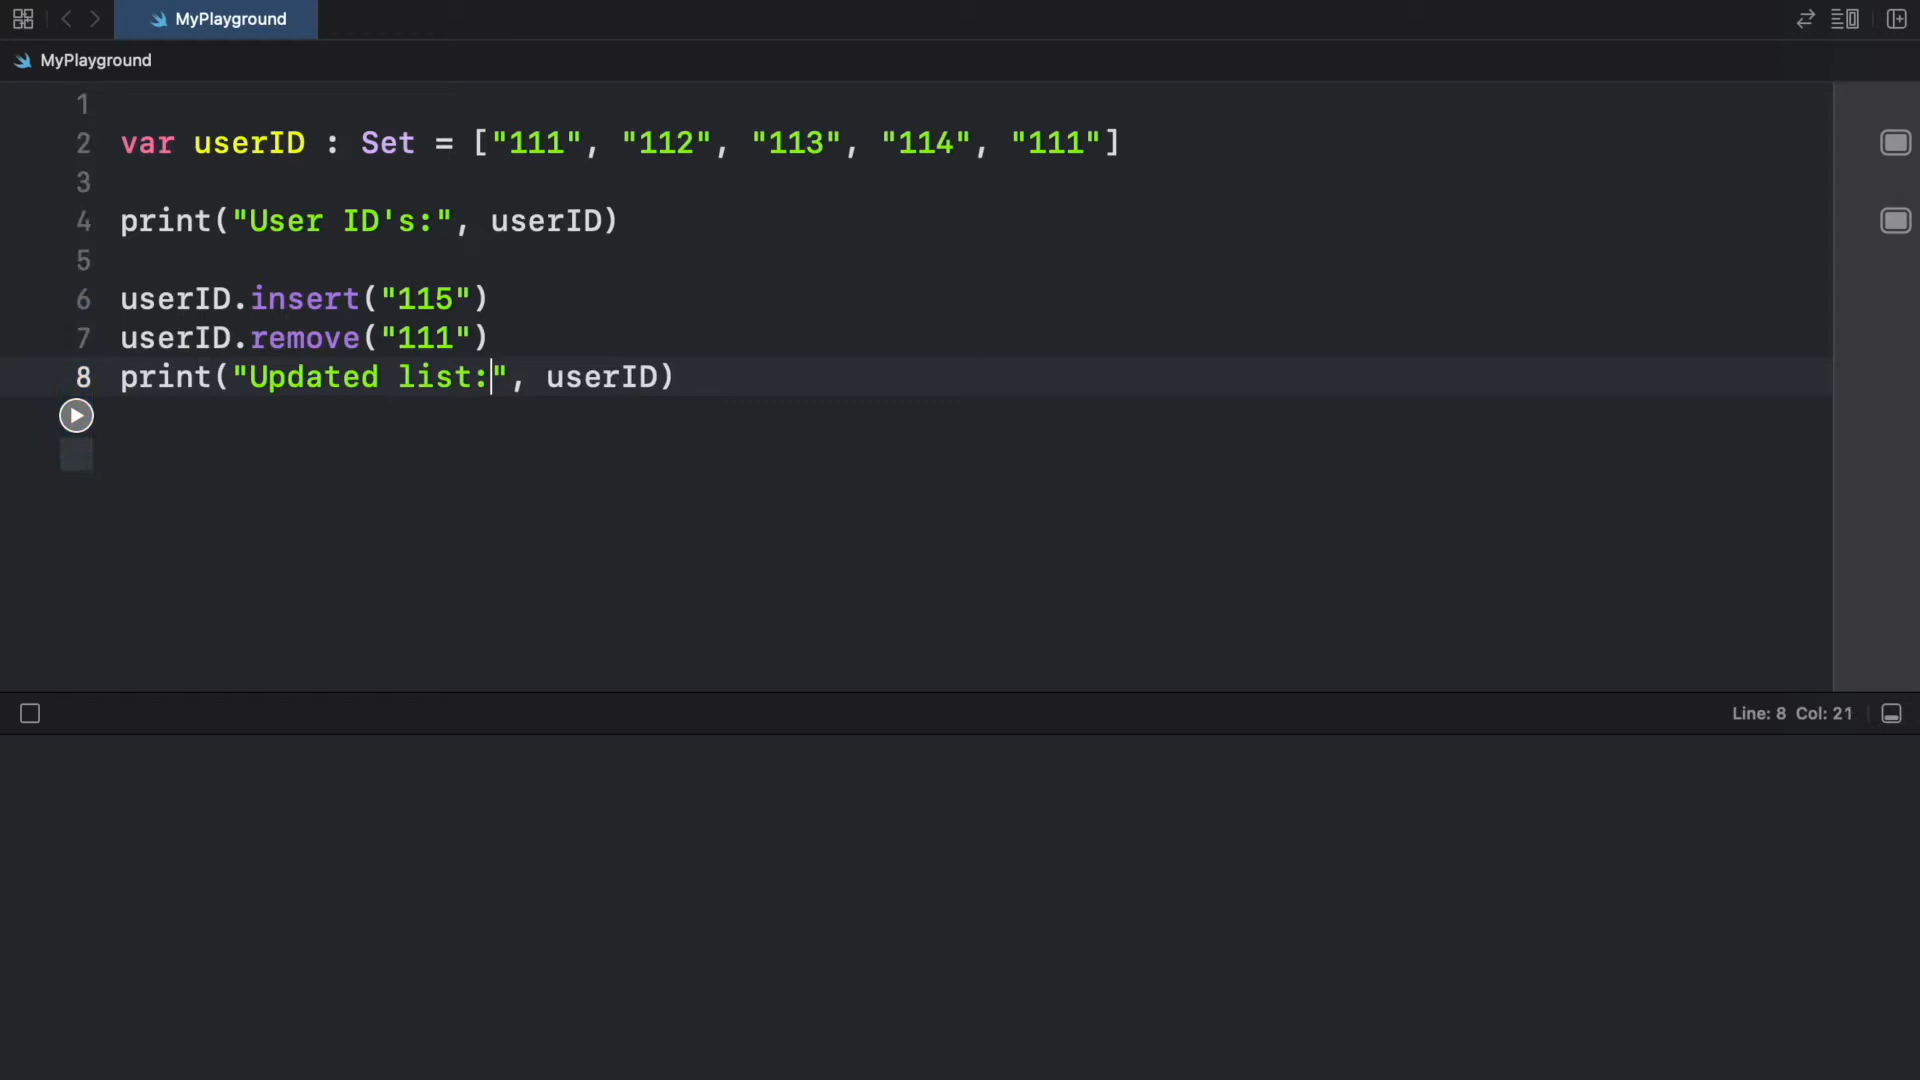 MyPlayground
MyPlayground
1
2 var userID : Set = ["111", "112", "113", "114", "111"]
3
4 print("User ID's:", userID)
5
6 userID.insert("115")
7 userID.remove("111")
8 print("Updated list:", userID)
Line: 8 Col: 21